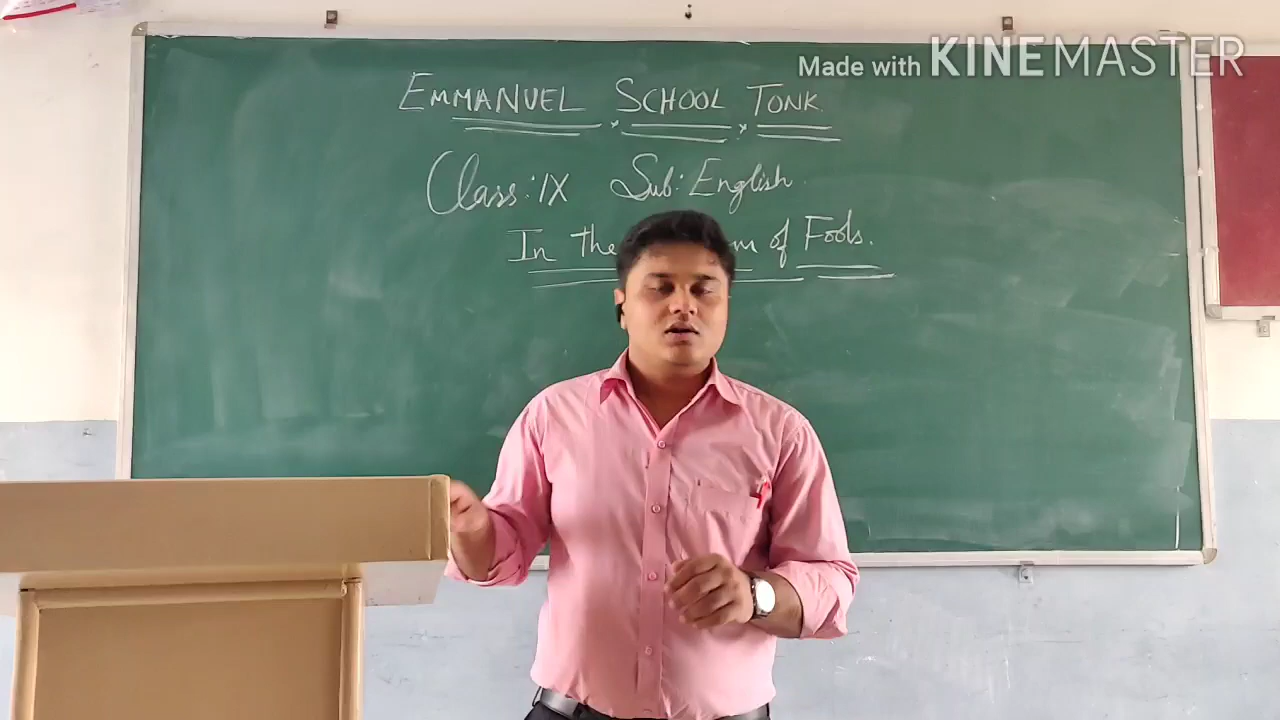 Made with KINEMASTER
EMMANUEL SCHOOL TONK.
Class: IX Sub: English
In the of Fools.